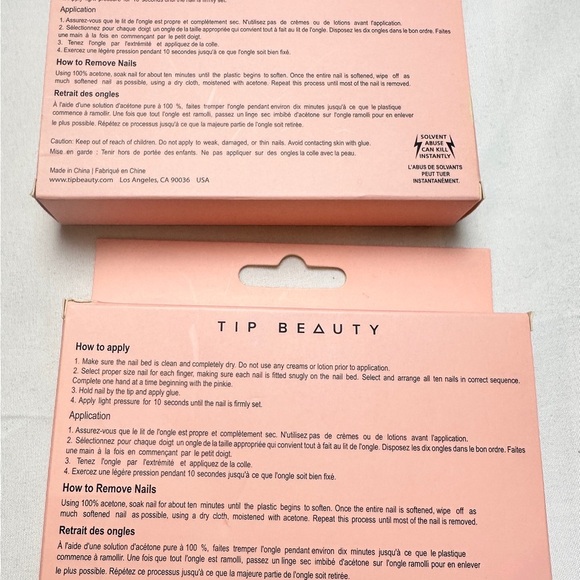 Application
1. Assurez-vous que le lit de l'ongle est propre et complètement sec. N'utilisez pas de crèmes ou de lotions avant l'application.
2. Sélectionnez pour chaque doigt un ongle de la taille appropriée qui convient tout à fait au lit de l'ongle. Disposez les dix ongles dans le bon ordre. Faites
une main à la fois en commençant par le petit doigt.
3. Tenez l'ongle par l'extrémité et appliquez de la colle.
4. Exercez une légère pression pendant 10 secondes jusqu'à ce que l'ongle soit bien fixé.
How to Remove Nails
Using 100% acetone, soak nail for about ten minutes until the plastic begins to soften. Once the entire nail is softened, wipe off as
much softened nail as possible, using a dry cloth, moistened with acetone. Repeat this process until most of the nail is removed.
Retrait des ongles
À l'aide d'une solution d'acétone pure à 100 %, faites tremper l'ongle pendant environ dix minutes jusqu'à ce que le plastique
commence à ramollir. Une fois que tout l'ongle est ramolli, passez un linge sec imbibé d'acétone sur l'ongle ramolli pour en enlever
le plus possible. Répétez ce processus jusqu'à ce que la majeure partie de l'ongle soit retirée.
Caution: Keep out of reach of children. Do not apply to weak, damaged, or thin nails. Avoid contacting skin with glue.
Mise en garde : Tenir hors de portée des enfants. Ne pas appliquer sur des ongles la colle avec la peau.
Made in China | Fabriqué en Chine
www.tipbeauty.com Los Angeles, CA 90036 USA
SOLVENT
ABUSE
CAN KILL
INSTANTLY
L'ABUS DE SOLVANTS
PEUT TUER
INSTANTANÉMENT.
TIP BEAUTY
How to apply
1. Make sure the nail bed is clean and completely dry. Do not use any creams or lotion prior to application.
2. Select proper size nail for each finger, making sure each nail is fitted snugly on the nail bed. Select and arrange all ten nails in correct sequence.
Complete one hand at a time beginning with the pinkie.
3. Hold nail by the tip and apply glue.
4. Apply light pressure for 10 seconds until the nail is firmly set.
Application
1. Assurez-vous que le lit de l'ongle est propre et complètement sec. N'utilisez pas de crèmes ou de lotions avant l'application.
2. Sélectionnez pour chaque doigt un ongle de la taille appropriée qui convient tout à fait au lit de l'ongle. Disposez les dix ongles dans le bon ordre. Faites
une main à la fois en commençant par le petit doigt.
3. Tenez l'ongle par l'extrémité et appliquez de la colle.
4. Exercez une légère pression pendant 10 secondes jusqu'à ce que l'ongle soit bien fixé.
How to Remove Nails
Using 100% acetone, soak nail for about ten minutes until the plastic begins to soften. Once the entire nail is softened, wipe off as
much softened nail as possible, using a dry cloth, moistened with acetone. Repeat this process until most of the nail is removed.
Retrait des ongles
À l'aide d'une solution d'acétone pure à 100 %, faites tremper l'ongle pendant environ dix minutes jusqu'à ce que le plastique
commence à ramollir. Une fois que tout l'ongle est ramolli, passez un linge sec imbibé d'acétone sur l'ongle ramolli pour en enlever
le plus possible. Répétez ce processus jusqu'à ce que la majeure partie de l'ongle soit retirée.